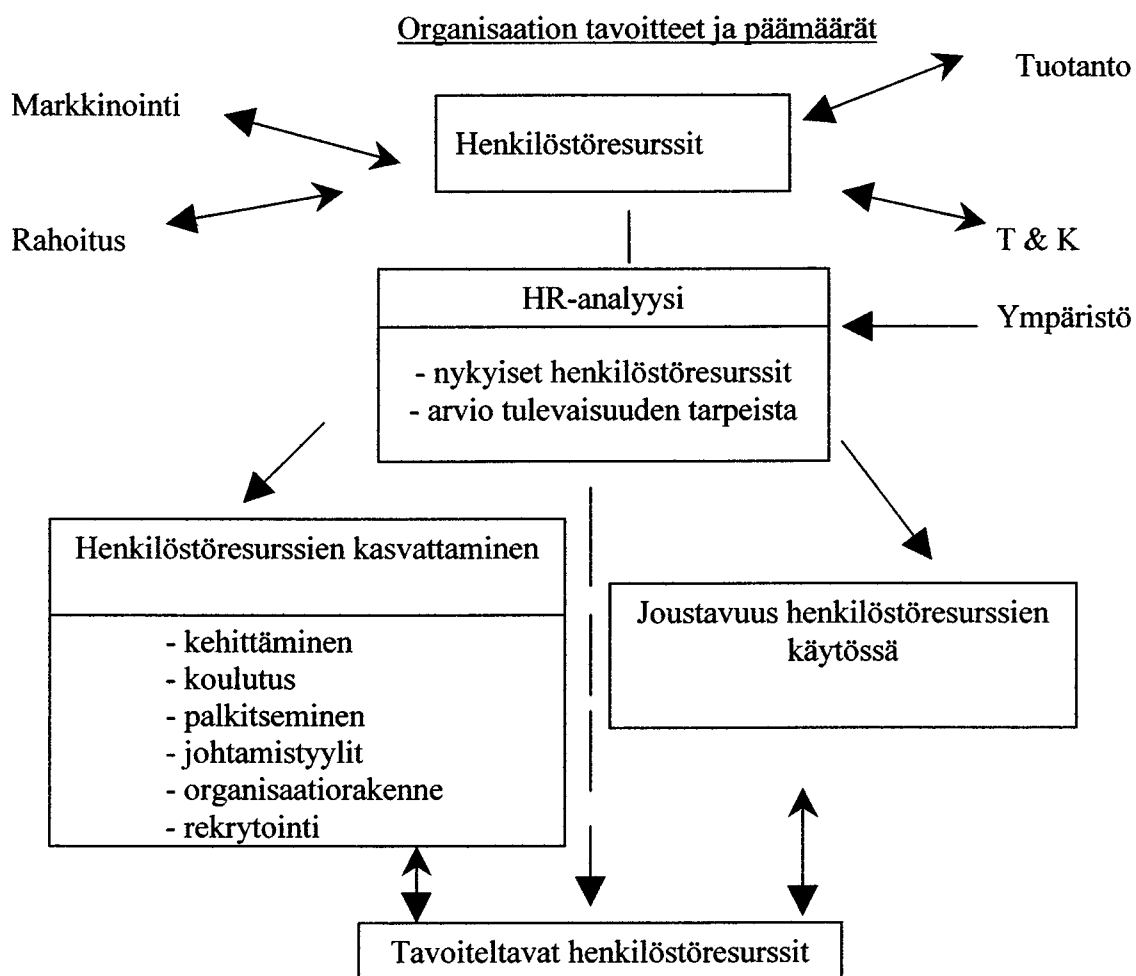 Organisaation tavoitteet ja päämäärät
Tuotanto
Markkinointi
Henkilöstöresurssit
Rahoitus
T & K
HR-analyysi
Ympäristö
- nykyiset henkilöstöresurssit
- arvio tulevaisuuden tarpeista
Henkilöstöresurssien kasvattaminen
- kehittäminen
- koulutus
- palkitseminen
- johtamistyylit
- organisaatiorakenne
- rekrytointi
Joustavuus henkilöstöresurssien
käytössä
Tavoiteltavat henkilöstöresurssit